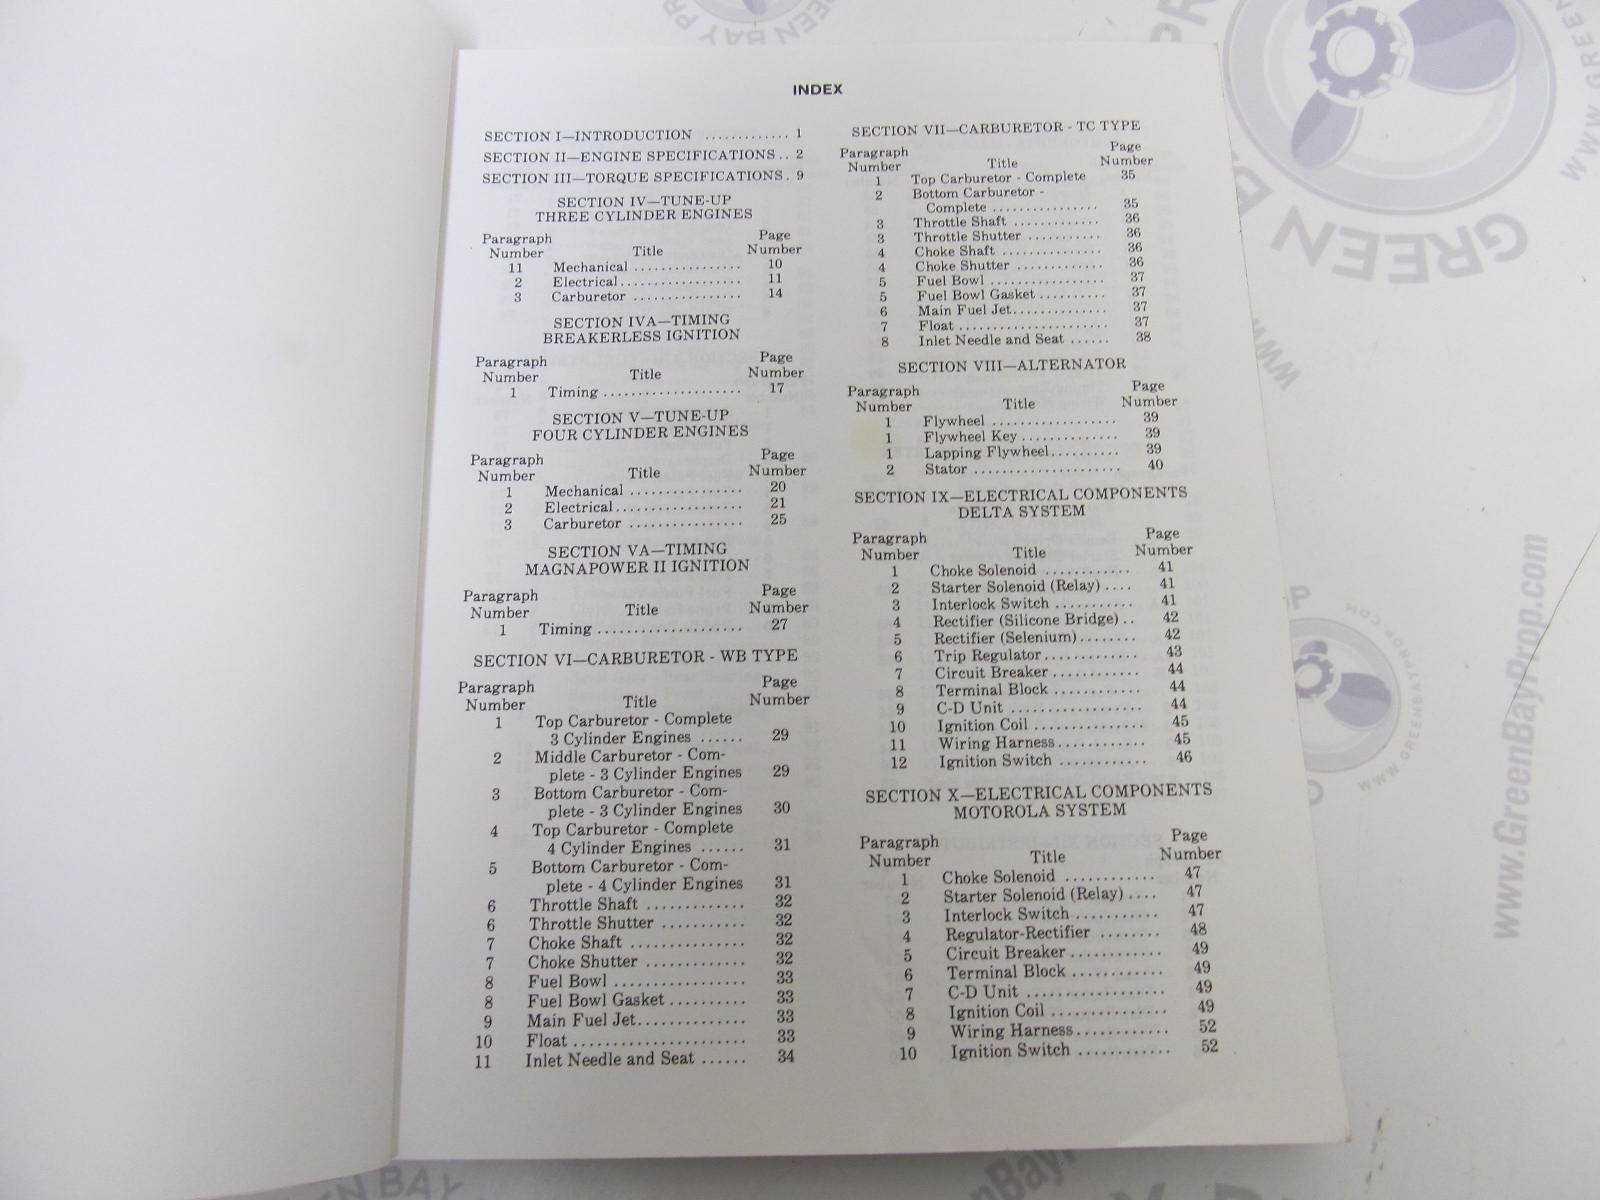 INDEX
SECTION I—INTRODUCTION ............. 1
SECTION II—ENGINE SPECIFICATIONS.. 2
SECTION III—TORQUE SPECIFICATIONS. 9
SECTION IV—TUNE-UP
THREE CYLINDER ENGINES
Paragraph Page
Number Title Number
11 Mechanical ................ 10
2 Electrical.................. 11
3 Carburetor ................ 14
SECTION IVA—TIMING
BREAKERLESS IGNITION
Paragraph Page
Number Title Number
1 Timing .................... 17
SECTION V—TUNE-UP
FOUR CYLINDER ENGINES
Paragraph Page
Number Title Number
1 Mechanical ................ 20
2 Electrical.................. 21
3 Carburetor ................ 25
SECTION VA—TIMING
MAGNAPOWER II IGNITION
Paragraph Page
Number Title Number
1 Timing .................... 27
SECTION VI—CARBURETOR - WB TYPE
Paragraph Page
Number Title Number
1 Top Carburetor - Complete
3 Cylinder Engines ...... 29
2 Middle Carburetor - Com-
plete - 3 Cylinder Engines 29
3 Bottom Carburetor - Com-
plete - 3 Cylinder Engines 30
4 Top Carburetor - Complete
4 Cylinder Engines ...... 31
5 Bottom Carburetor - Com-
plete - 4 Cylinder Engines 31
6 Throttle Shaft ............. 32
6 Throttle Shutter ........... 32
7 Choke Shaft ............... 32
7 Choke Shutter ............. 32
8 Fuel Bowl ................. 33
8 Fuel Bowl Gasket .......... 33
9 Main Fuel Jet.............. 33
10 Float ...................... 33
11 Inlet Needle and Seat ...... 34
SECTION VII—CARBURETOR - TC TYPE
Paragraph Page
Number Title Number
1 Top Carburetor - Complete 35
2 Bottom Carburetor -
Complete ................ 35
3 Throttle Shaft ............. 36
3 Throttle Shutter ........... 36
4 Choke Shaft ............... 36
4 Choke Shutter ............. 36
5 Fuel Bowl ................. 37
5 Fuel Bowl Gasket .......... 37
6 Main Fuel Jet.............. 37
7 Float ...................... 37
8 Inlet Needle and Seat ...... 38
SECTION VIII—ALTERNATOR
Paragraph Page
Number Title Number
1 Flywheel .................. 39
1 Flywheel Key .............. 39
1 Lapping Flywheel.......... 39
2 Stator ..................... 40
SECTION IX—ELECTRICAL COMPONENTS
DELTA SYSTEM
Paragraph Page
Number Title Number
1 Choke Solenoid ............ 41
2 Starter Solenoid (Relay) .... 41
3 Interlock Switch ........... 41
4 Rectifier (Silicone Bridge) .. 42
5 Rectifier (Selenium)........ 42
6 Trip Regulator............. 43
7 Circuit Breaker ............ 44
8 Terminal Block ............ 44
9 C-D Unit .................. 44
10 Ignition Coil ............... 45
11 Wiring Harness............ 45
12 Ignition Switch ............ 46
SECTION X—ELECTRICAL COMPONENTS
MOTOROLA SYSTEM
Paragraph Page
Number Title Number
1 Choke Solenoid ............ 47
2 Starter Solenoid (Relay) .... 47
3 Interlock Switch ........... 47
4 Regulator-Rectifier ........ 48
5 Circuit Breaker ............ 49
6 Terminal Block ............ 49
7 C-D Unit .................. 49
8 Ignition Coil ............... 49
9 Wiring Harness............ 52
10 Ignition Switch ............ 52
www.GreenBayProp.com
WWW.GREENBAYPROP.COM